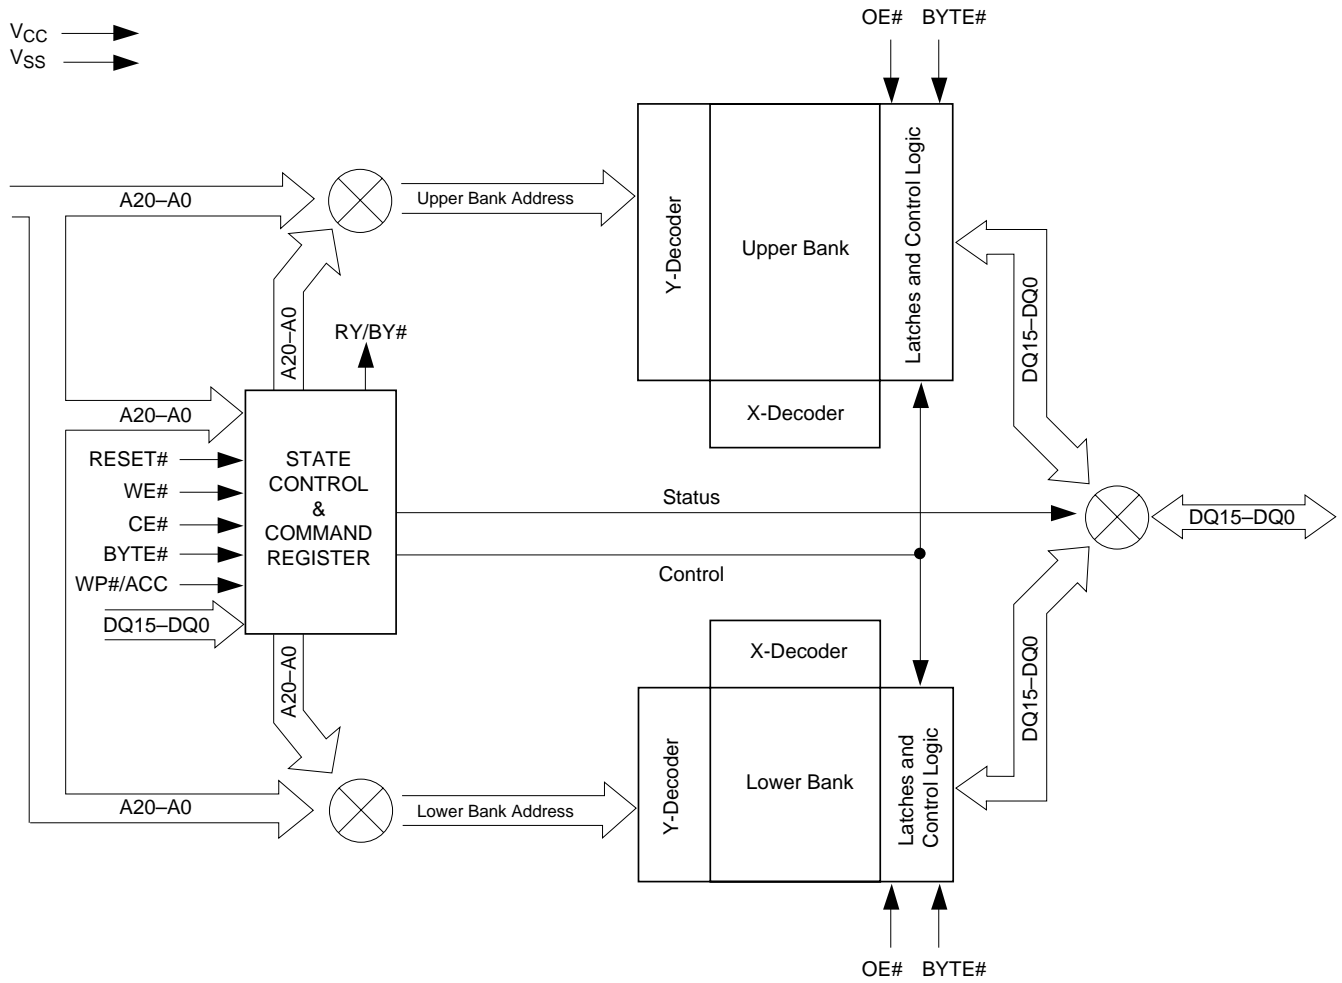 OE# BYTE#
VCC
VSS
A20–A0
Upper Bank Address
Y-Decoder
Upper Bank
Latches and Control Logic
X-Decoder
DQ15–DQ0
A20–A0
RY/BY#
A20–A0
RESET#
WE#
CE#
BYTE#
WP#/ACC
DQ15–DQ0
STATE
CONTROL
&
COMMAND
REGISTER
Status
Control
DQ15–DQ0
A20–A0
X-Decoder
DQ15–DQ0
A20–A0
Lower Bank Address
Y-Decoder
Lower Bank
Latches and
Control Logic
OE# BYTE#